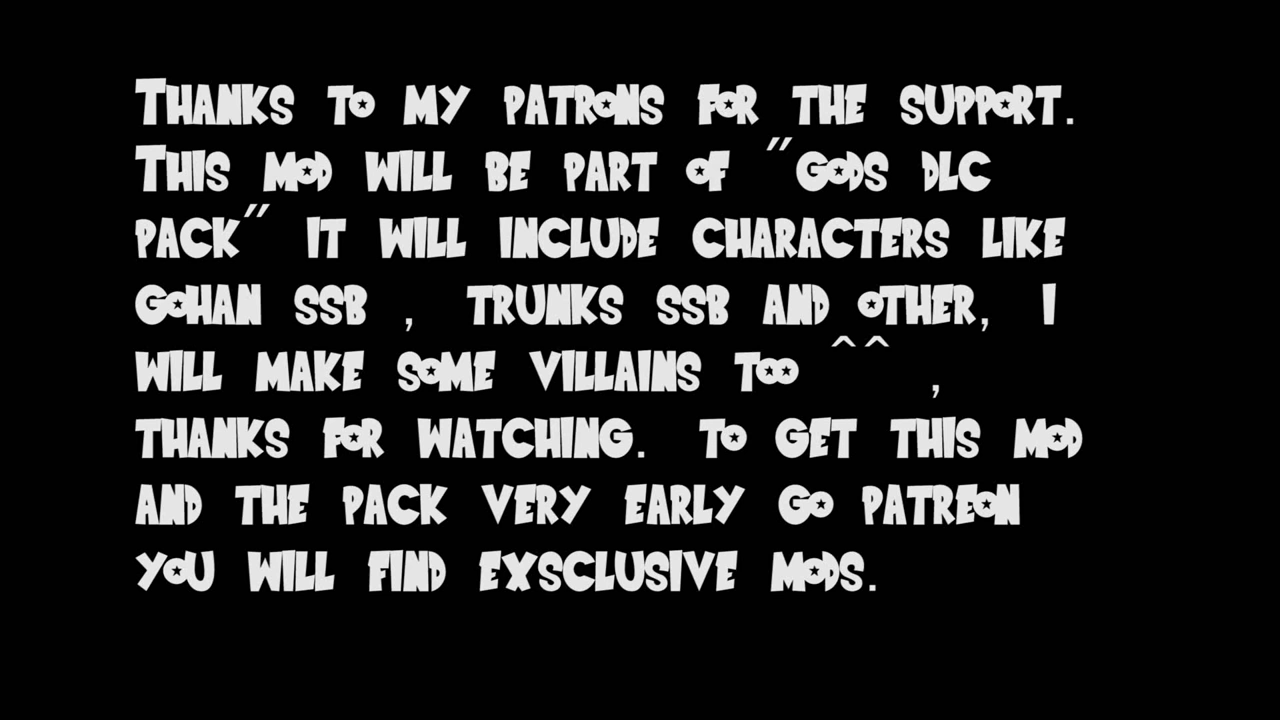 Thanks to my patrons for the support.
This mod will be part of "Gods DLC
pack" it will include characters like
Gohan SSB ,  Trunks SSB and other,  I
will make some villains too ^^  ,
thanks for watching.  To get this mod
and the pack very early go patreon
you will find exsclusive mods.